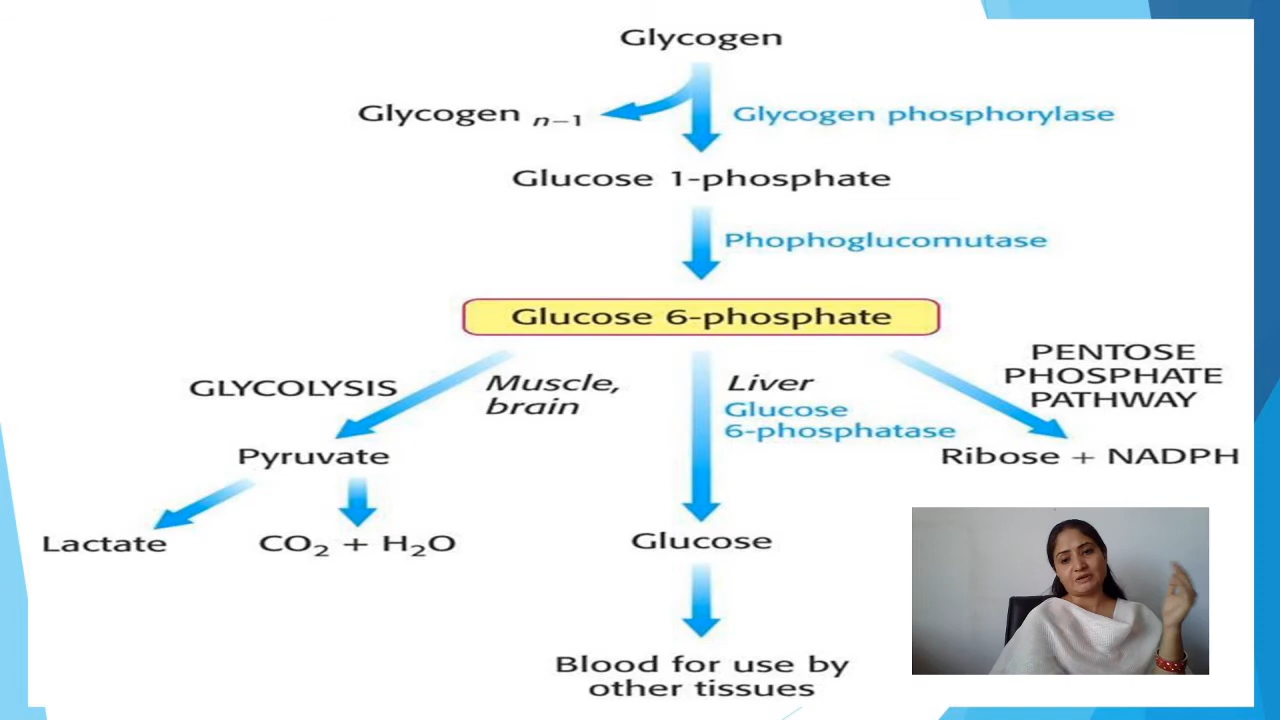 Glycogen
Glycogen n–1
Glycogen phosphorylase
Glucose 1-phosphate
Phophoglucomutase
Glucose 6-phosphate
GLYCOLYSIS
Muscle,
brain
Liver
Glucose
6-phosphatase
PENTOSE
PHOSPHATE
PATHWAY
Pyruvate
Ribose + NADPH
Lactate
CO₂ + H₂O
Glucose
Blood for use by
other tissues